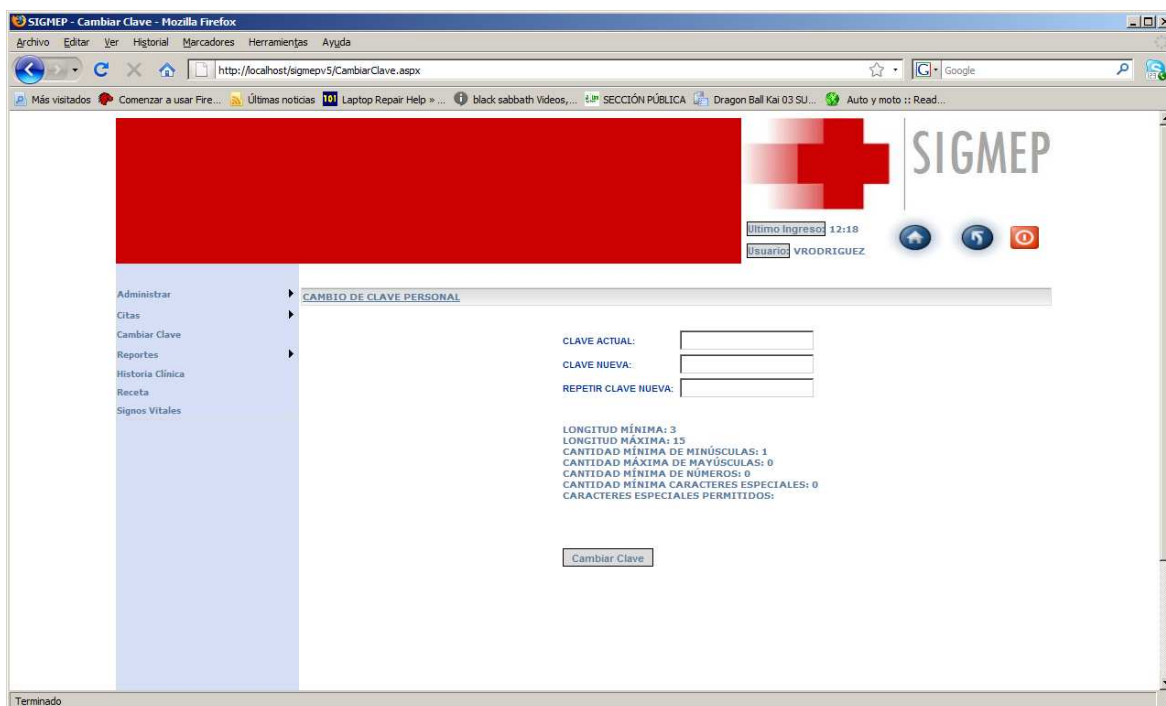 SIGMEP - Cambiar Clave - Mozilla Firefox
Archivo Editar Ver Historial Marcadores Herramientas Ayuda
http://localhost/sigmepv5/CambiarClave.aspx
Google
Más visitados Comenzar a usar Fire... Últimas noticias 101 Laptop Repair Help » ... black sabbath Videos,... SECCIÓN PÚBLICA Dragon Ball Kai 03 SU... Auto y moto :: Read...
SIGMEP
Ultimo Ingreso: 12:18
Usuario: VRODRIGUEZ
Administrar
Citas
Cambiar Clave
Reportes
Historia Clínica
Receta
Signos Vitales
CAMBIO DE CLAVE PERSONAL
CLAVE ACTUAL:
CLAVE NUEVA:
REPETIR CLAVE NUEVA:
LONGITUD MÍNIMA: 3
LONGITUD MÁXIMA: 15
CANTIDAD MÍNIMA DE MINÚSCULAS: 1
CANTIDAD MÁXIMA DE MAYÚSCULAS: 0
CANTIDAD MÍNIMA DE NÚMEROS: 0
CANTIDAD MÍNIMA CARACTERES ESPECIALES: 0
CARACTERES ESPECIALES PERMITIDOS:
Cambiar Clave
Terminado